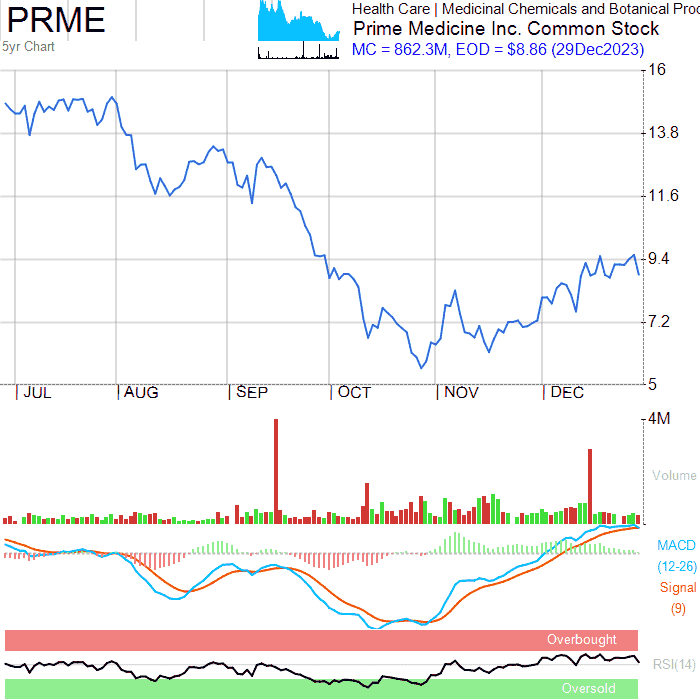 PRME
5yr Chart
Health Care | Medicinal Chemicals and Botanical Proc
Prime Medicine Inc. Common Stock
MC = 862.3M, EOD = $8.86 (29Dec2023)
16
13.8
11.6
9.4
7.2
5
JUL AUG SEP OCT NOV DEC
4M
Volume
MACD
(12-26)
Signal
(9)
Overbought
RSI(14)
Oversold